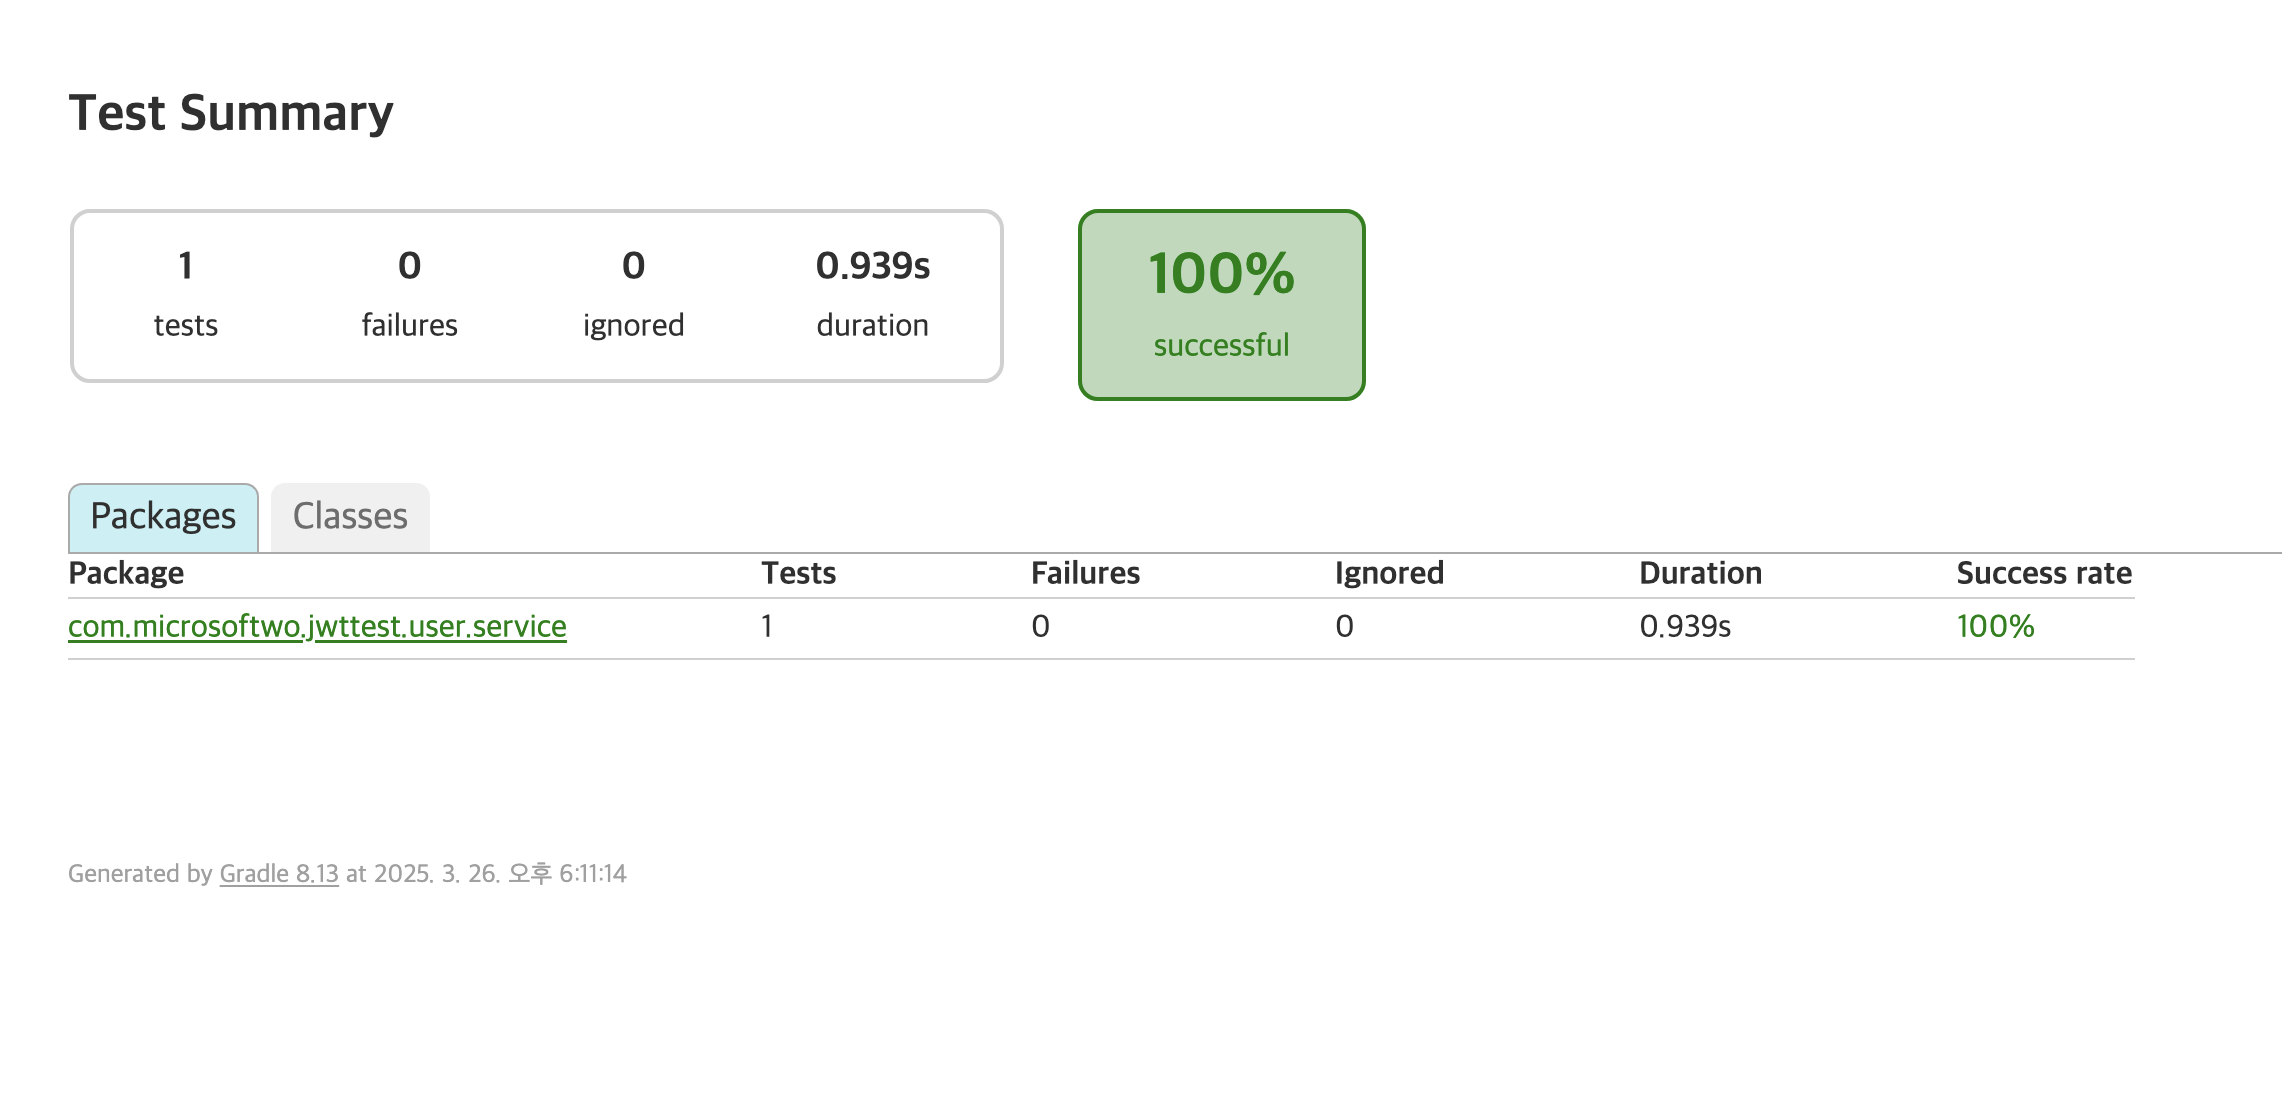 Test Summary
1 0 0 0.939s
tests failures ignored duration
100%
successful
Packages Classes
Package Tests Failures Ignored Duration Success rate
com.microsoftwo.jwttest.user.service 1 0 0 0.939s 100%
Generated by Gradle 8.13 at 2025. 3. 26. 오후 6:11:14